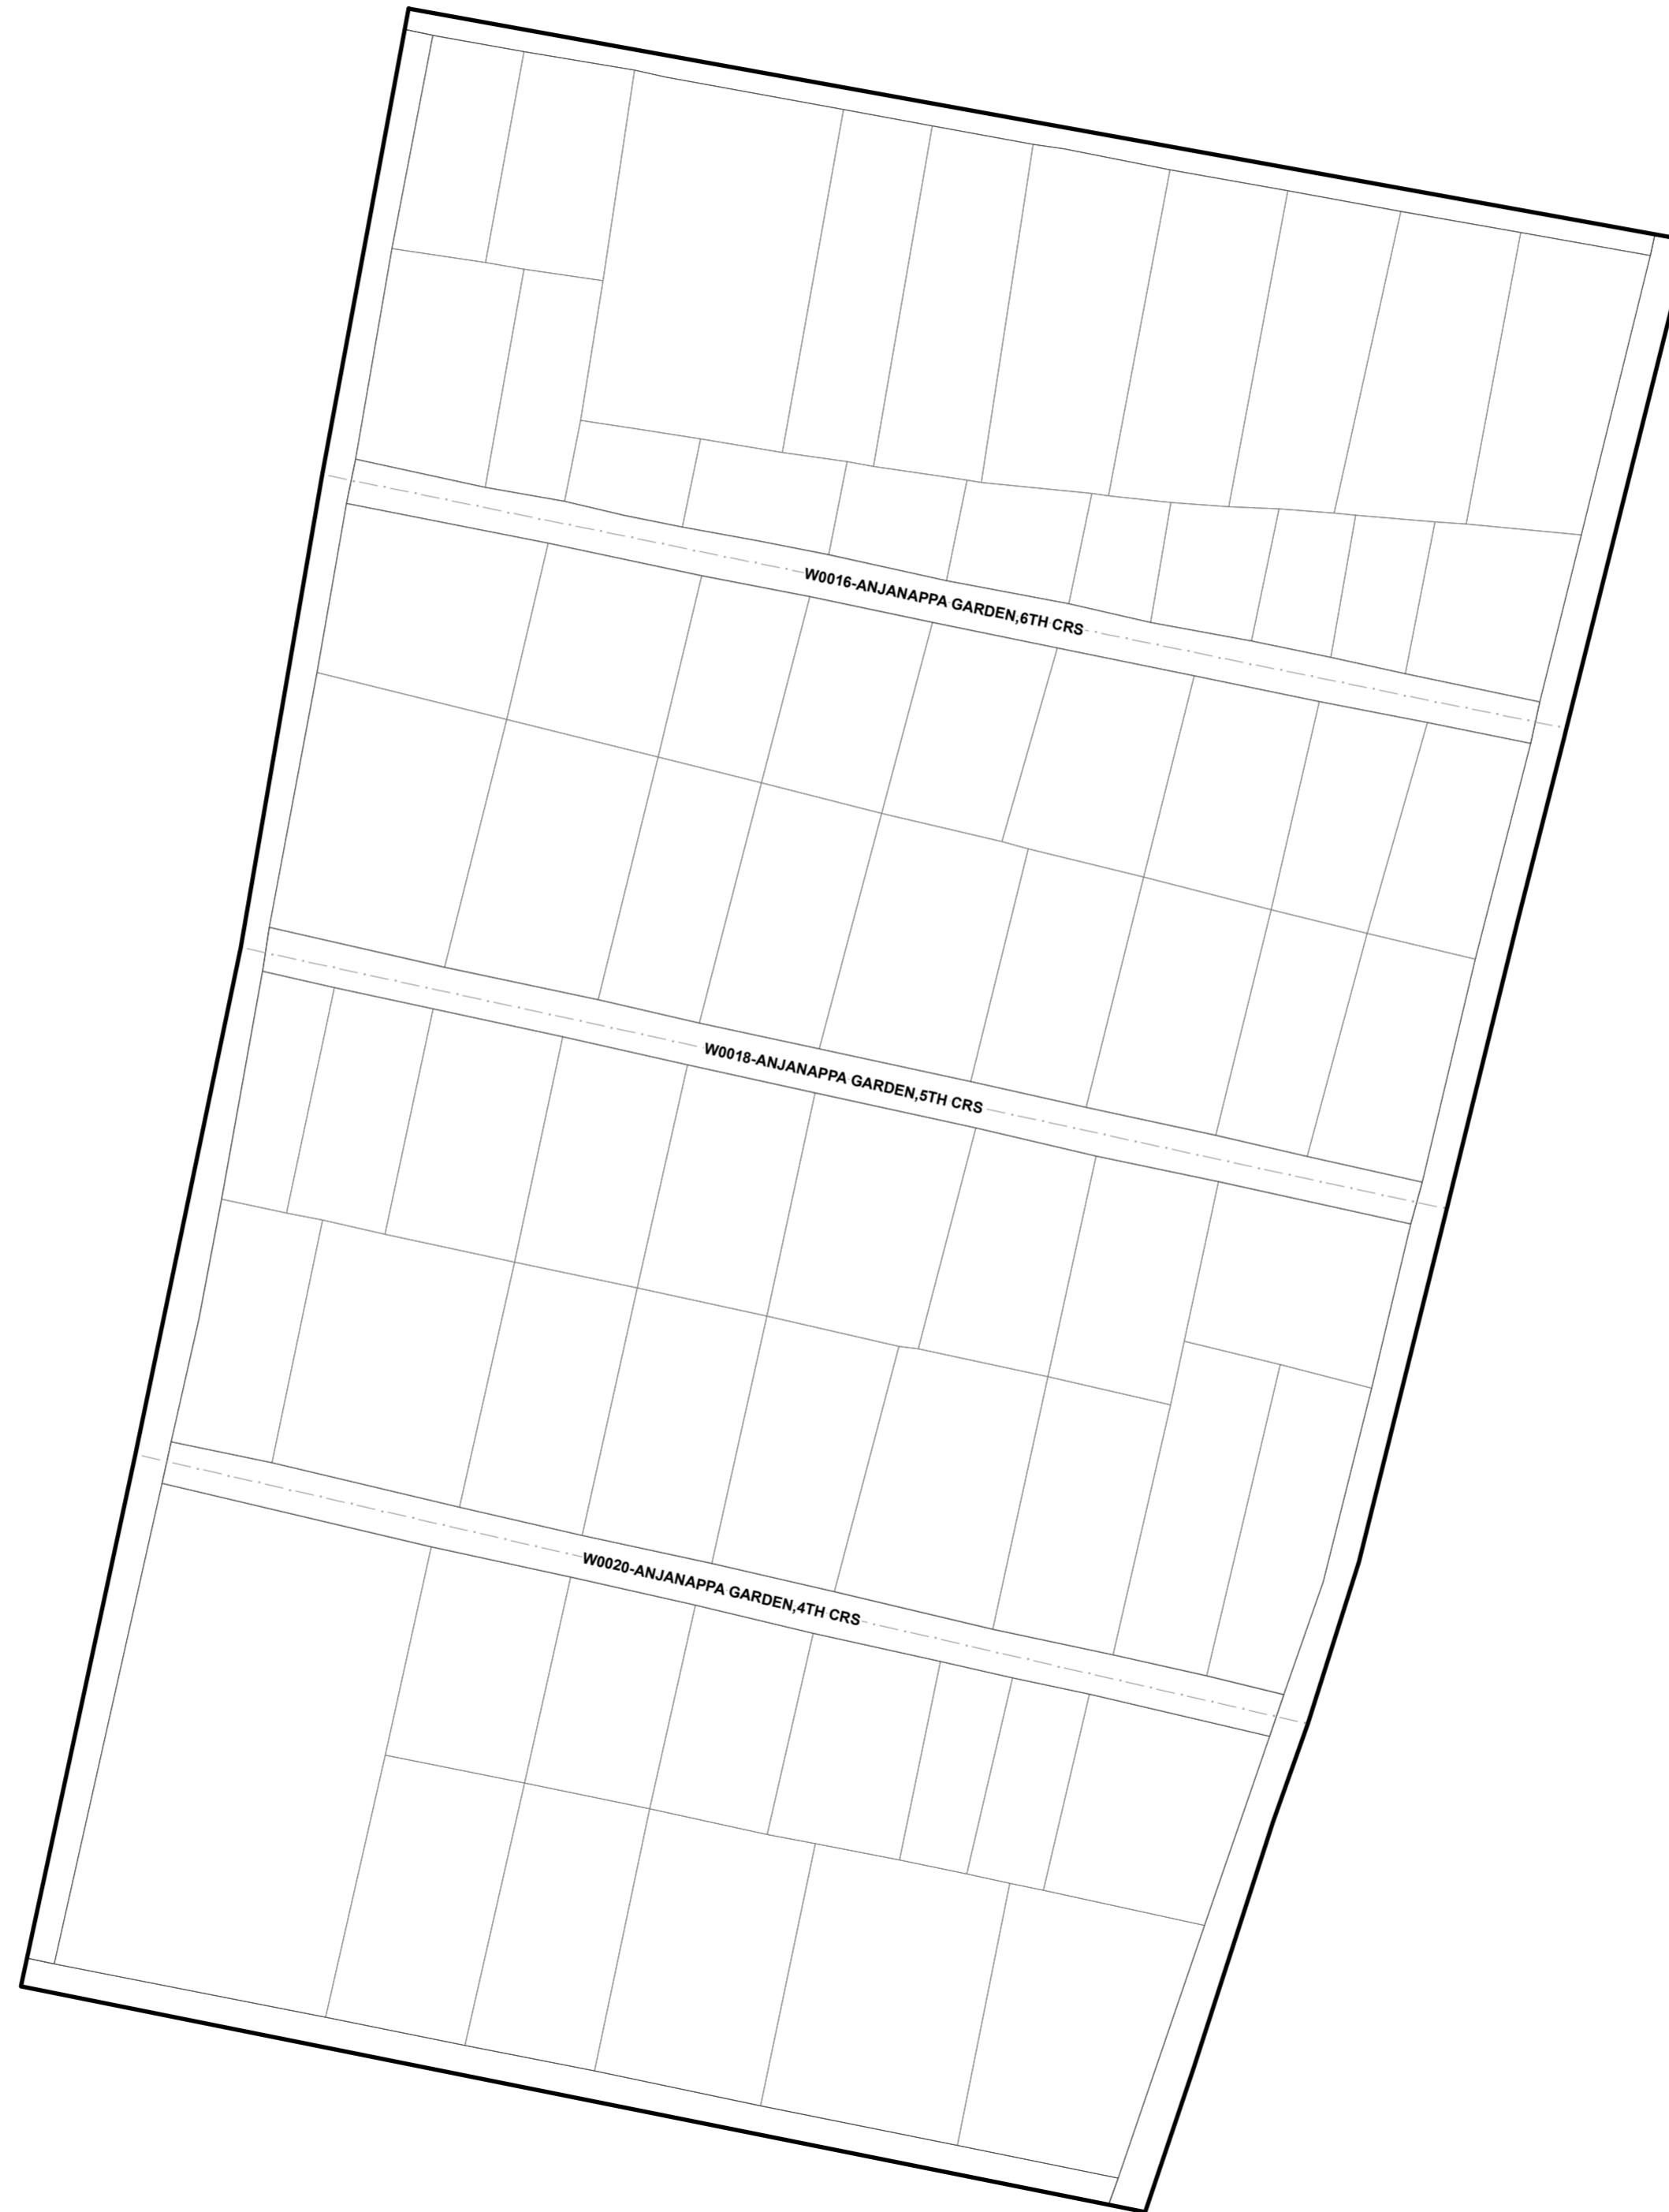 W0016-ANJANAPPA GARDEN,6TH CRS
W0018-ANJANAPPA GARDEN,5TH CRS
W0020-ANJANAPPA GARDEN,4TH CRS